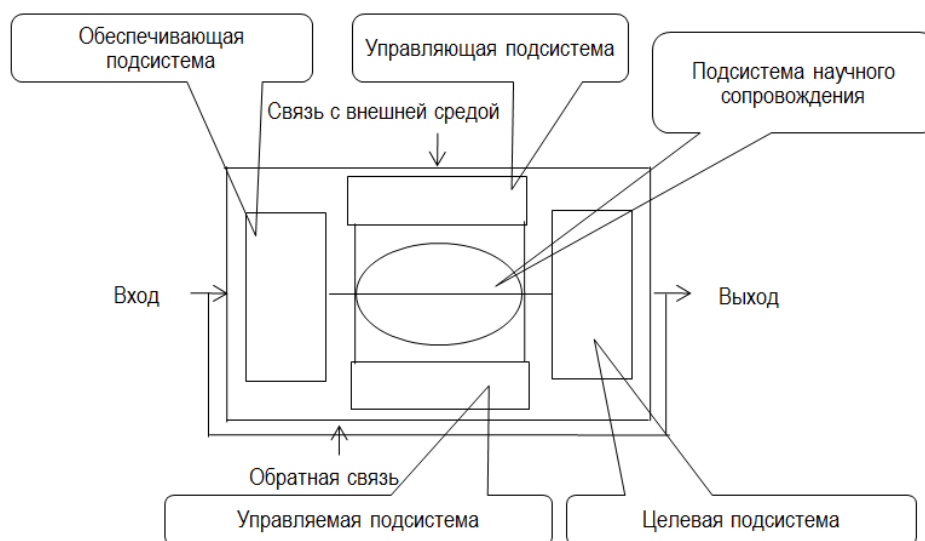 Обеспечивающая
подсистема
Управляющая подсистема
Подсистема научного
сопровождения
Связь с внешней средой
Вход
Выход
Обратная связь
Управляемая подсистема
Целевая подсистема